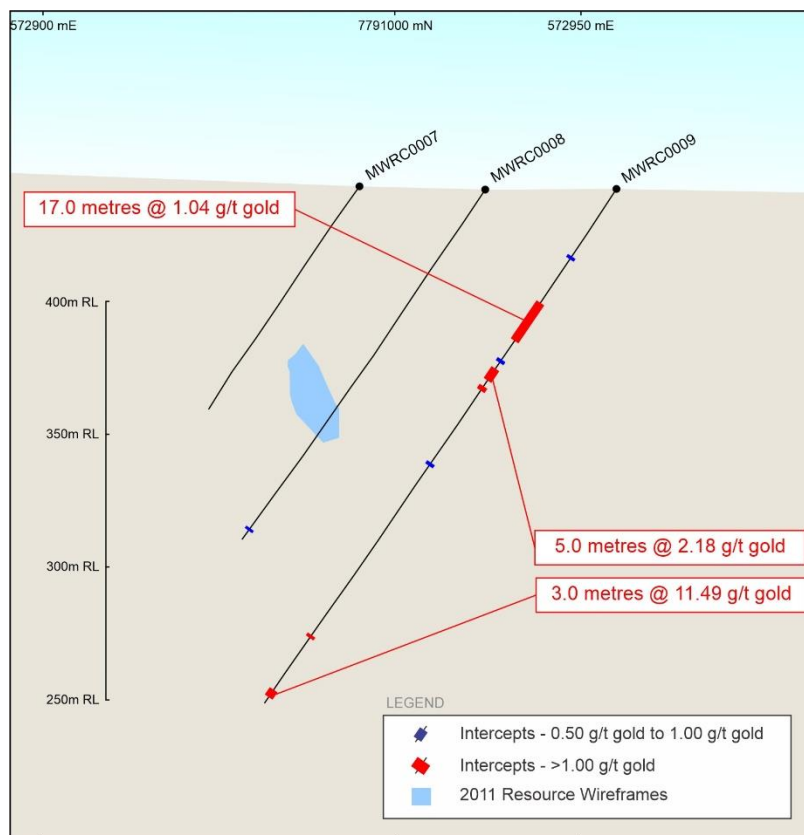 572900 mE
7791000 mN
572950 mE
MWRC0007
MWRC0008
MWRC0009
17.0 metres @ 1.04 g/t gold
400m RL
350m RL
5.0 metres @ 2.18 g/t gold
300m RL
3.0 metres @ 11.49 g/t gold
250m RL
LEGEND
Intercepts - 0.50 g/t gold to 1.00 g/t gold
Intercepts - >1.00 g/t gold
2011 Resource Wireframes